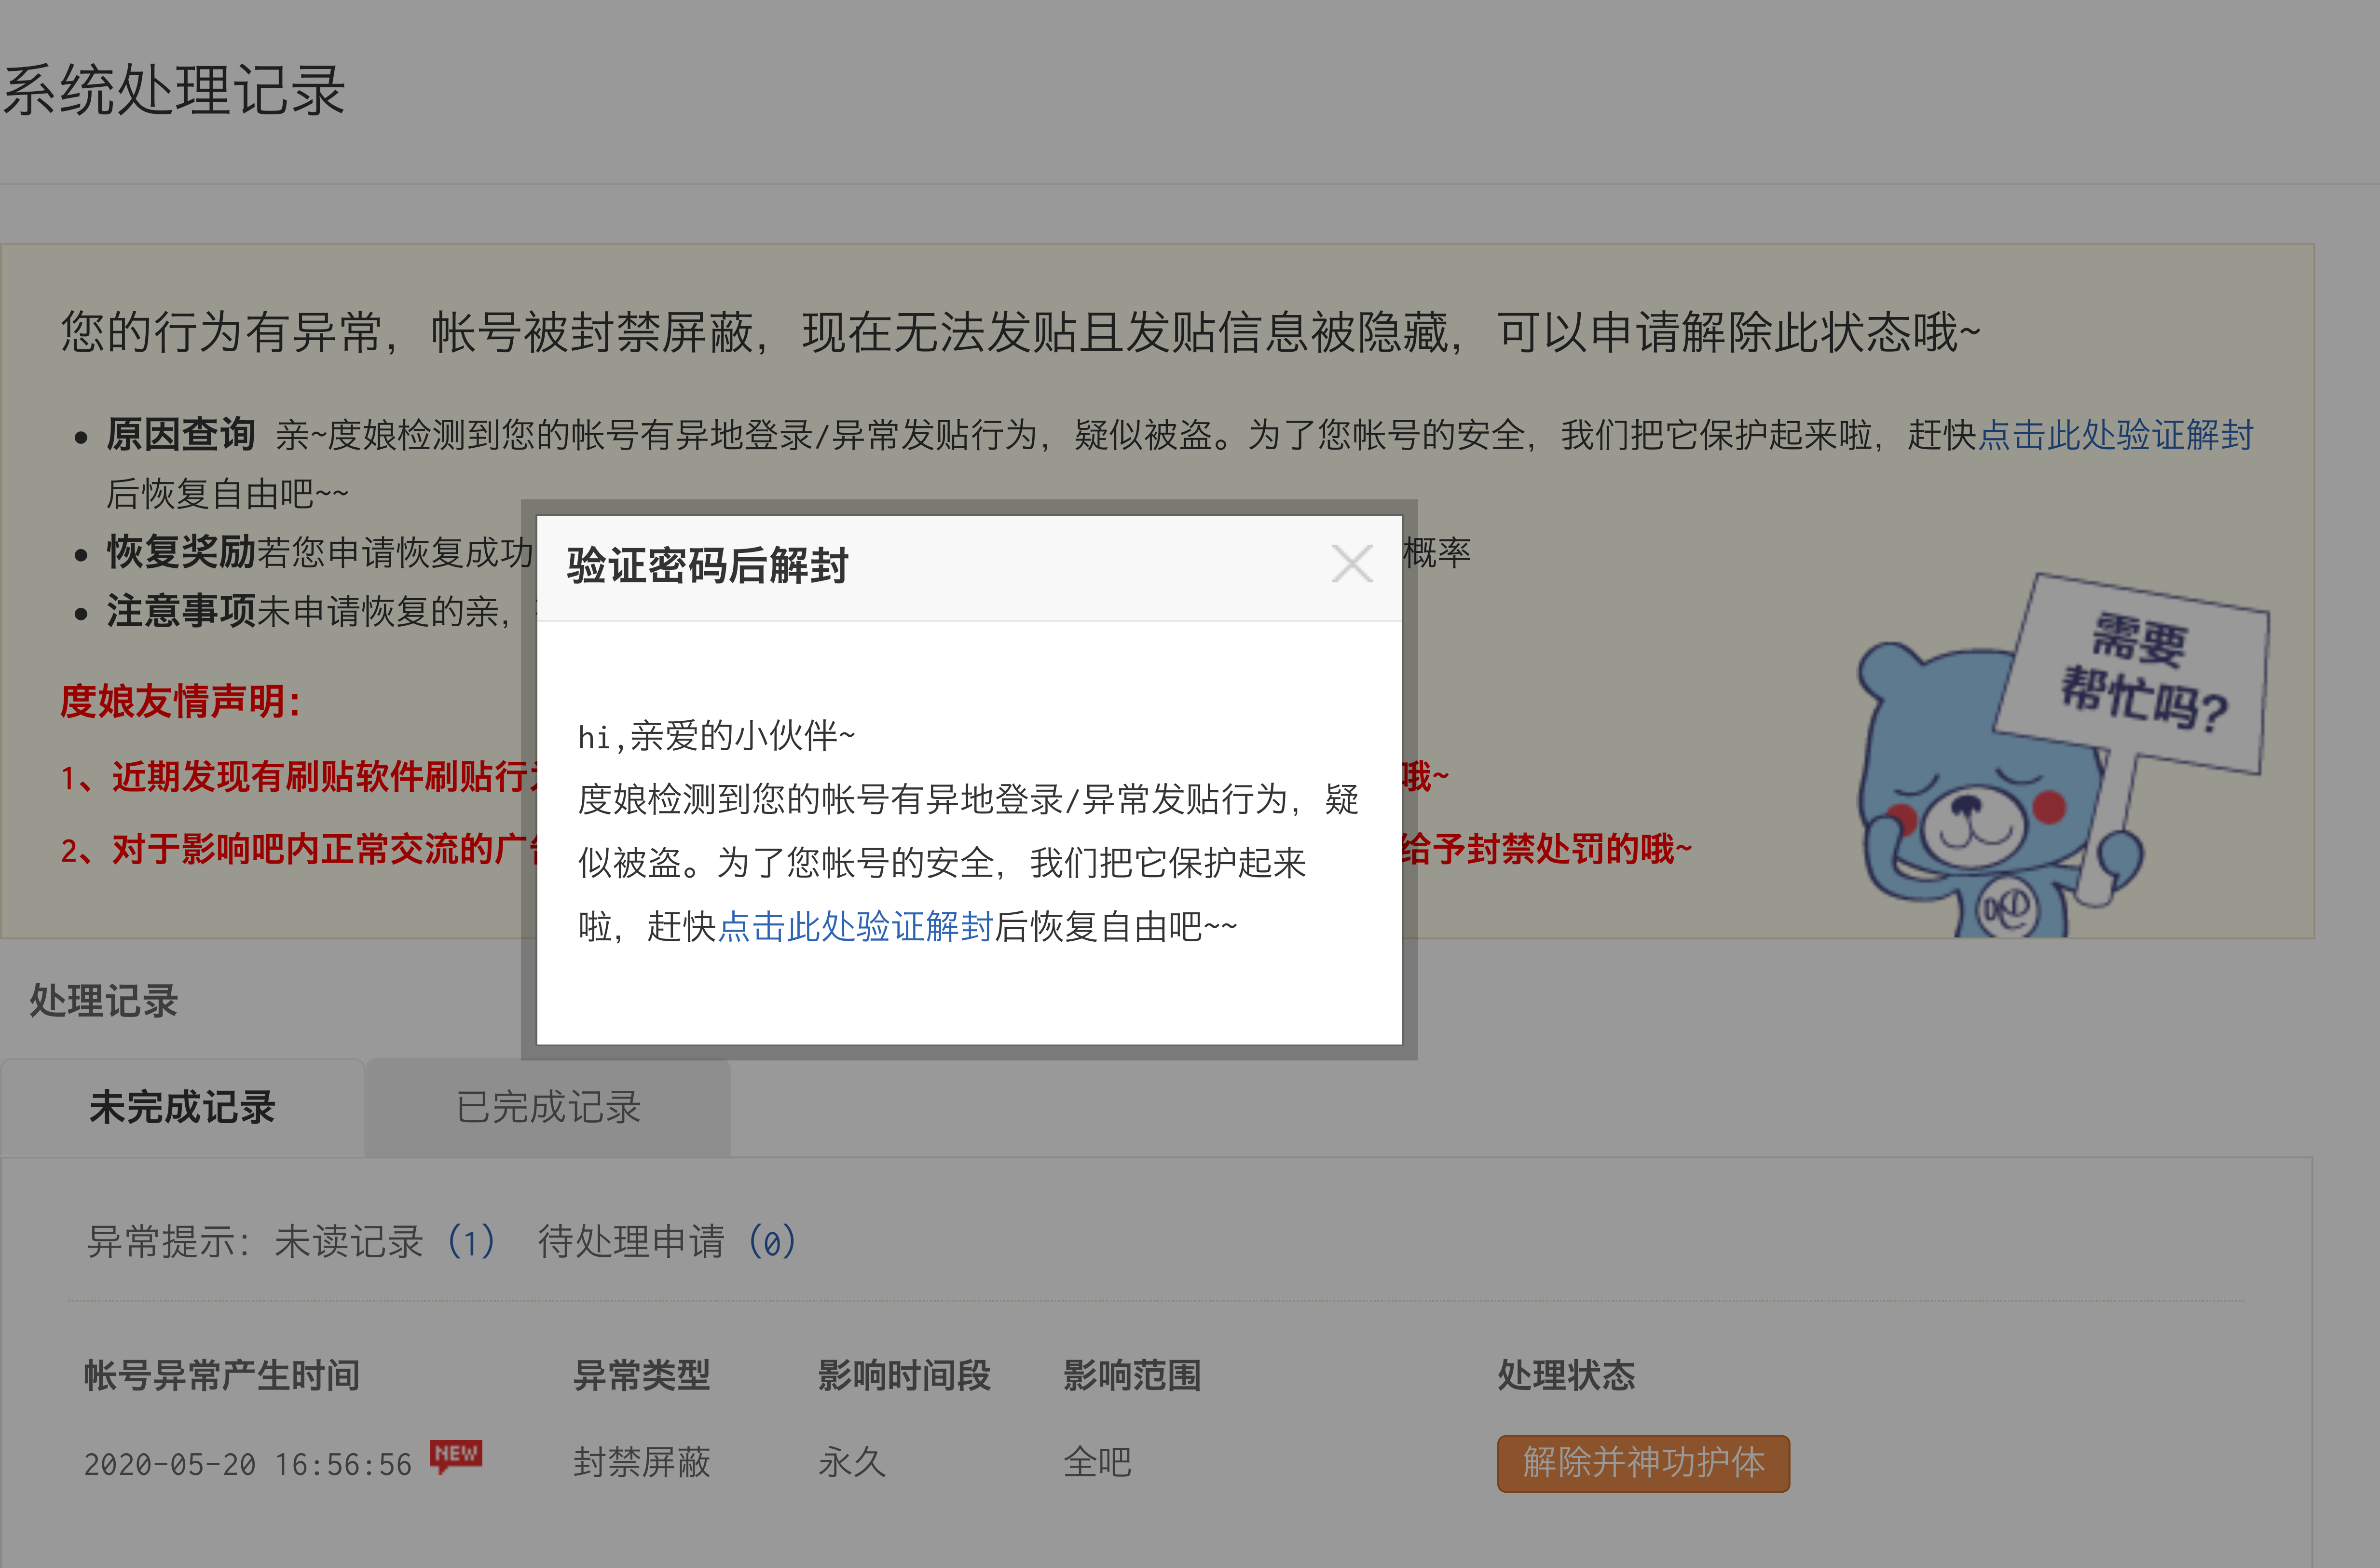 系统处理记录
您的行为有异常，帐号被封禁屏蔽，现在无法发贴且发贴信息被隐藏，可以申请解除此状态哦~
原因查询 亲~度娘检测到您的帐号有异地登录/异常发贴行为，疑似被盗。为了您帐号的安全，我们把它保护起来啦，赶快点击此处验证解封
后恢复自由吧~~
恢复奖励若您申请恢复成功
概率
注意事项未申请恢复的亲，
需要
帮忙吗?
度娘友情声明：
1、近期发现有刷贴软件刷贴行
哦~
2、对于影响吧内正常交流的广
给予封禁处罚的哦~
验证密码后解封
hi,亲爱的小伙伴~
度娘检测到您的帐号有异地登录/异常发贴行为，疑
似被盗。为了您帐号的安全，我们把它保护起来
啦，赶快点击此处验证解封后恢复自由吧~~
处理记录
未完成记录 已完成记录
异常提示：未读记录（1） 待处理申请（0）
帐号异常产生时间 异常类型 影响时间段 影响范围 处理状态
2020-05-20 16:56:56 NEW 封禁屏蔽 永久 全吧 解除并神功护体